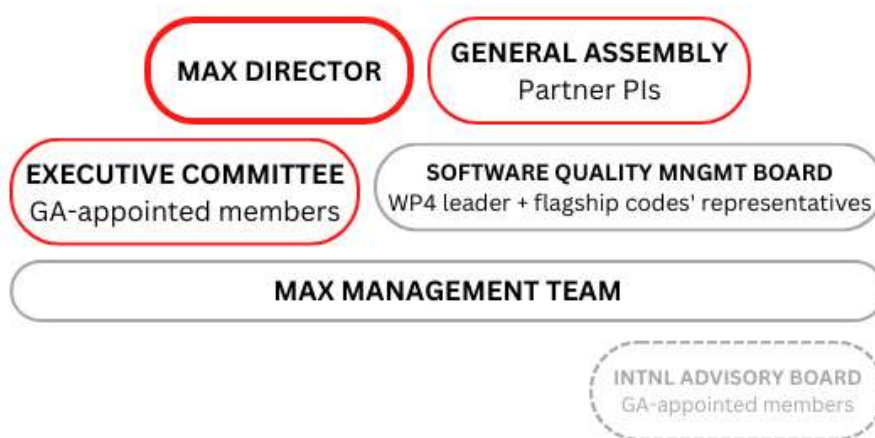 MAX DIRECTOR
GENERAL ASSEMBLY
Partner PIs
EXECUTIVE COMMITTEE
GA-appointed members
SOFTWARE QUALITY MNGMT BOARD
WP4 leader + flagship codes' representatives
MAX MANAGEMENT TEAM
INTNL ADVISORY BOARD
GA-appointed members